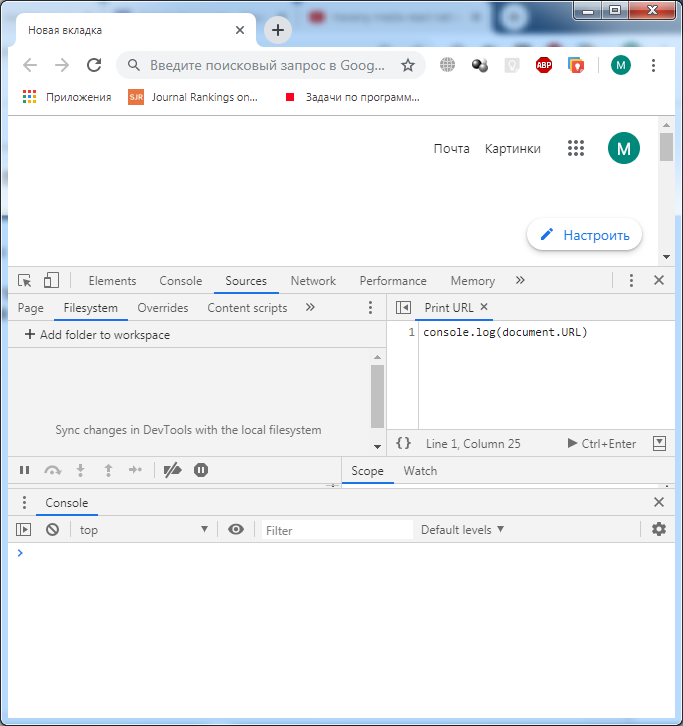 Новая вкладка
Введите поисковый запрос в Goog...
ABP
M
Приложения
SJR
Journal Rankings on...
Задачи по программ...
Почта
Картинки
M
Настроить
Elements
Console
Sources
Network
Performance
Memory
Page
Filesystem
Overrides
Content scripts
Print URL
+ Add folder to workspace
1
console.log(document.URL)
Sync changes in DevTools with the local filesystem
{}
Line 1, Column 25
Ctrl+Enter
Scope
Watch
Console
top
Filter
Default levels